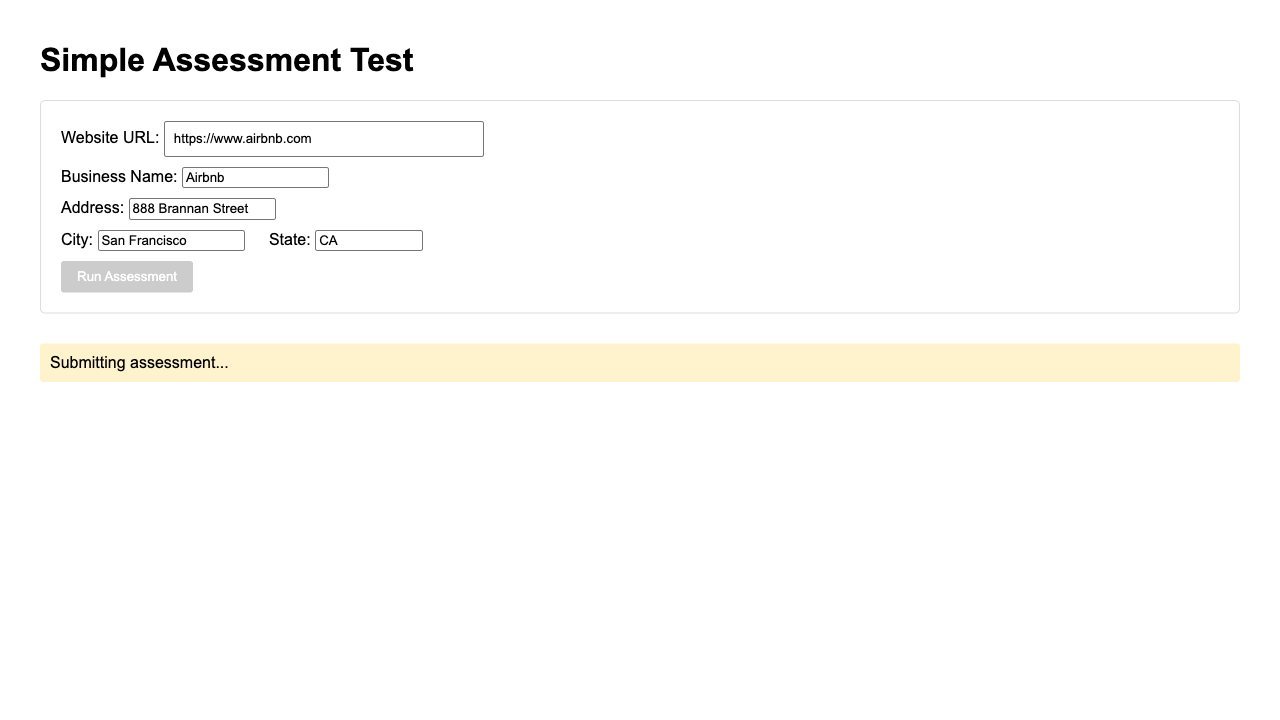 Simple Assessment Test
Website URL: https://www.airbnb.com
Business Name: Airbnb
Address: 888 Brannan Street
City: San Francisco State: CA
Run Assessment
Submitting assessment...